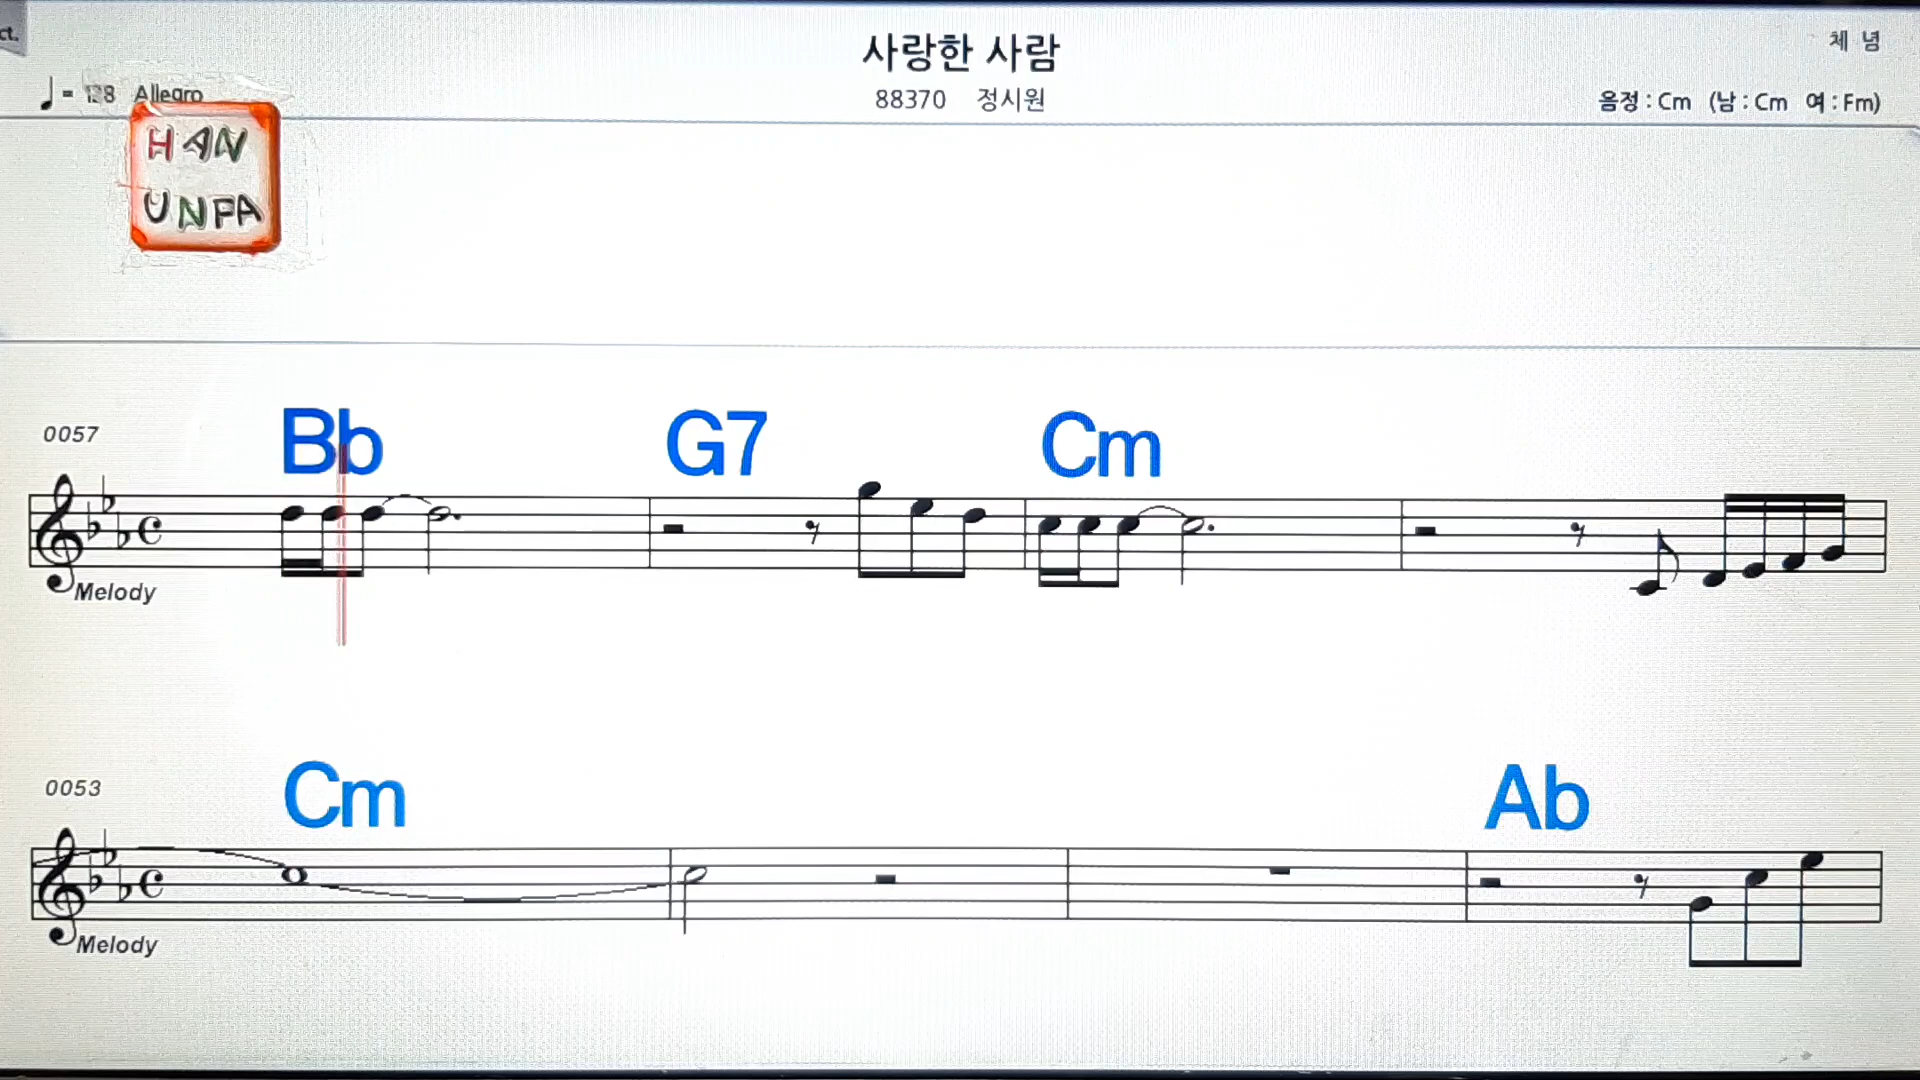 ct.
사랑한 사람
체 념
♩= 128 Allegro
88370 정시원
음정 : Cm (남 : Cm 여 : Fm)
HAN
UNFA
0057
Bb G7 Cm
Melody
0053
Cm Ab
Melody